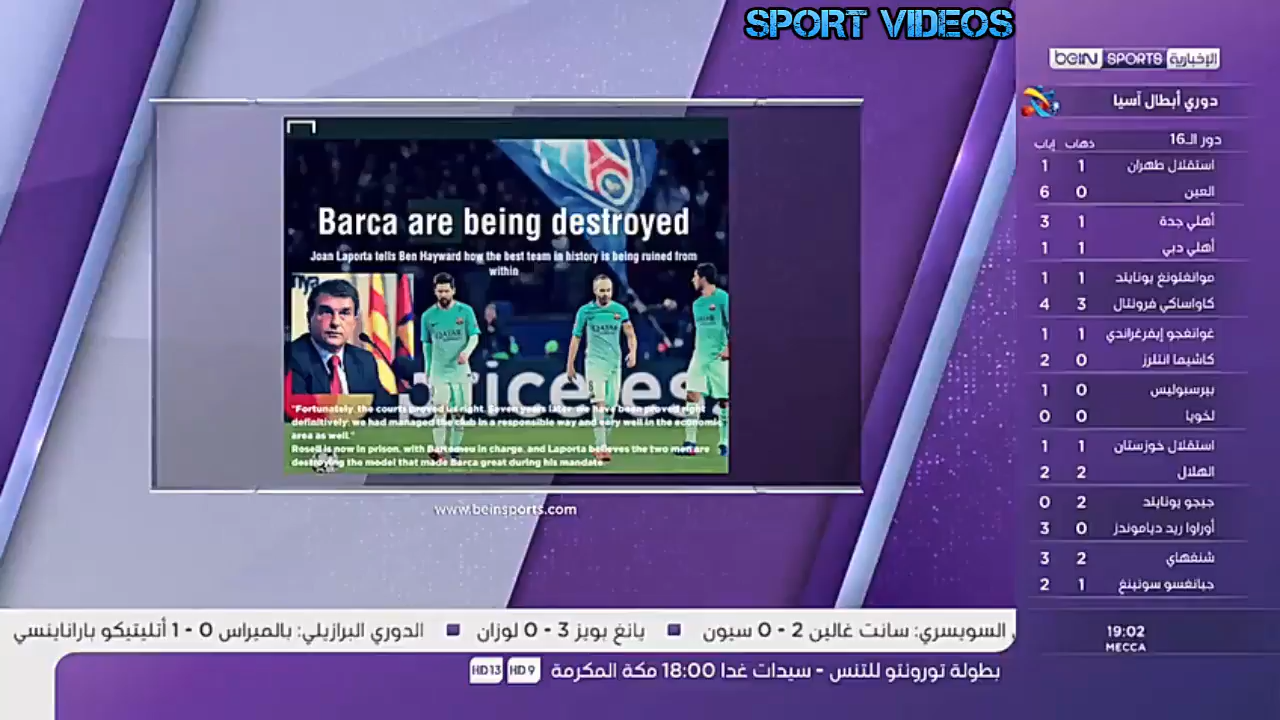 SPORT VIDEOS
beIN SPORTS الإخبارية
دوري أبطال آسيا
دور الـ16 ذهاب إياب
استقلال طهران 1 1
العين 0 6
أهلي جدة 1 3
أهلي دبي 1 1
موانغثونغ يونايتد 1 1
كاواساكي فرونتال 3 4
غوانغجو إيفرغراندي 1 1
كاشيما انتلرز 0 2
بيرسبوليس 0 1
لخويا 0 0
استقلال خوزستان 1 1
الهلال 2 2
جيجو يونايتد 2 0
أوراوا ريد دياموندز 0 3
شنغهاي 2 3
جيانغسو سونينغ 1 2
Barca are being destroyed
Joan Laporta tells Ben Hayward how the best team in history is being ruined from
within
priceles
"Fortunately, the courts proved us right. Seven years later, we have been proved right
definitively: we had managed the club in a responsible way and very well in the economic
area as well."
Rosell is now in prison, with Bartomeu in charge, and Laporta believes the two men are
destroying the model that made Barca great during his mandate.
www.beinsports.com
السويسري: سانت غالين 2 - 0 سيون ■ يانغ بويز 3 - 0 لوزان ■ الدوري البرازيلي: بالميراس 0 - 1 أتليتيكو باراناينسي
19:02
MECCA
بطولة تورونتو للتنس - سيدات غدا 18:00 مكة المكرمة HD 9 HD 13